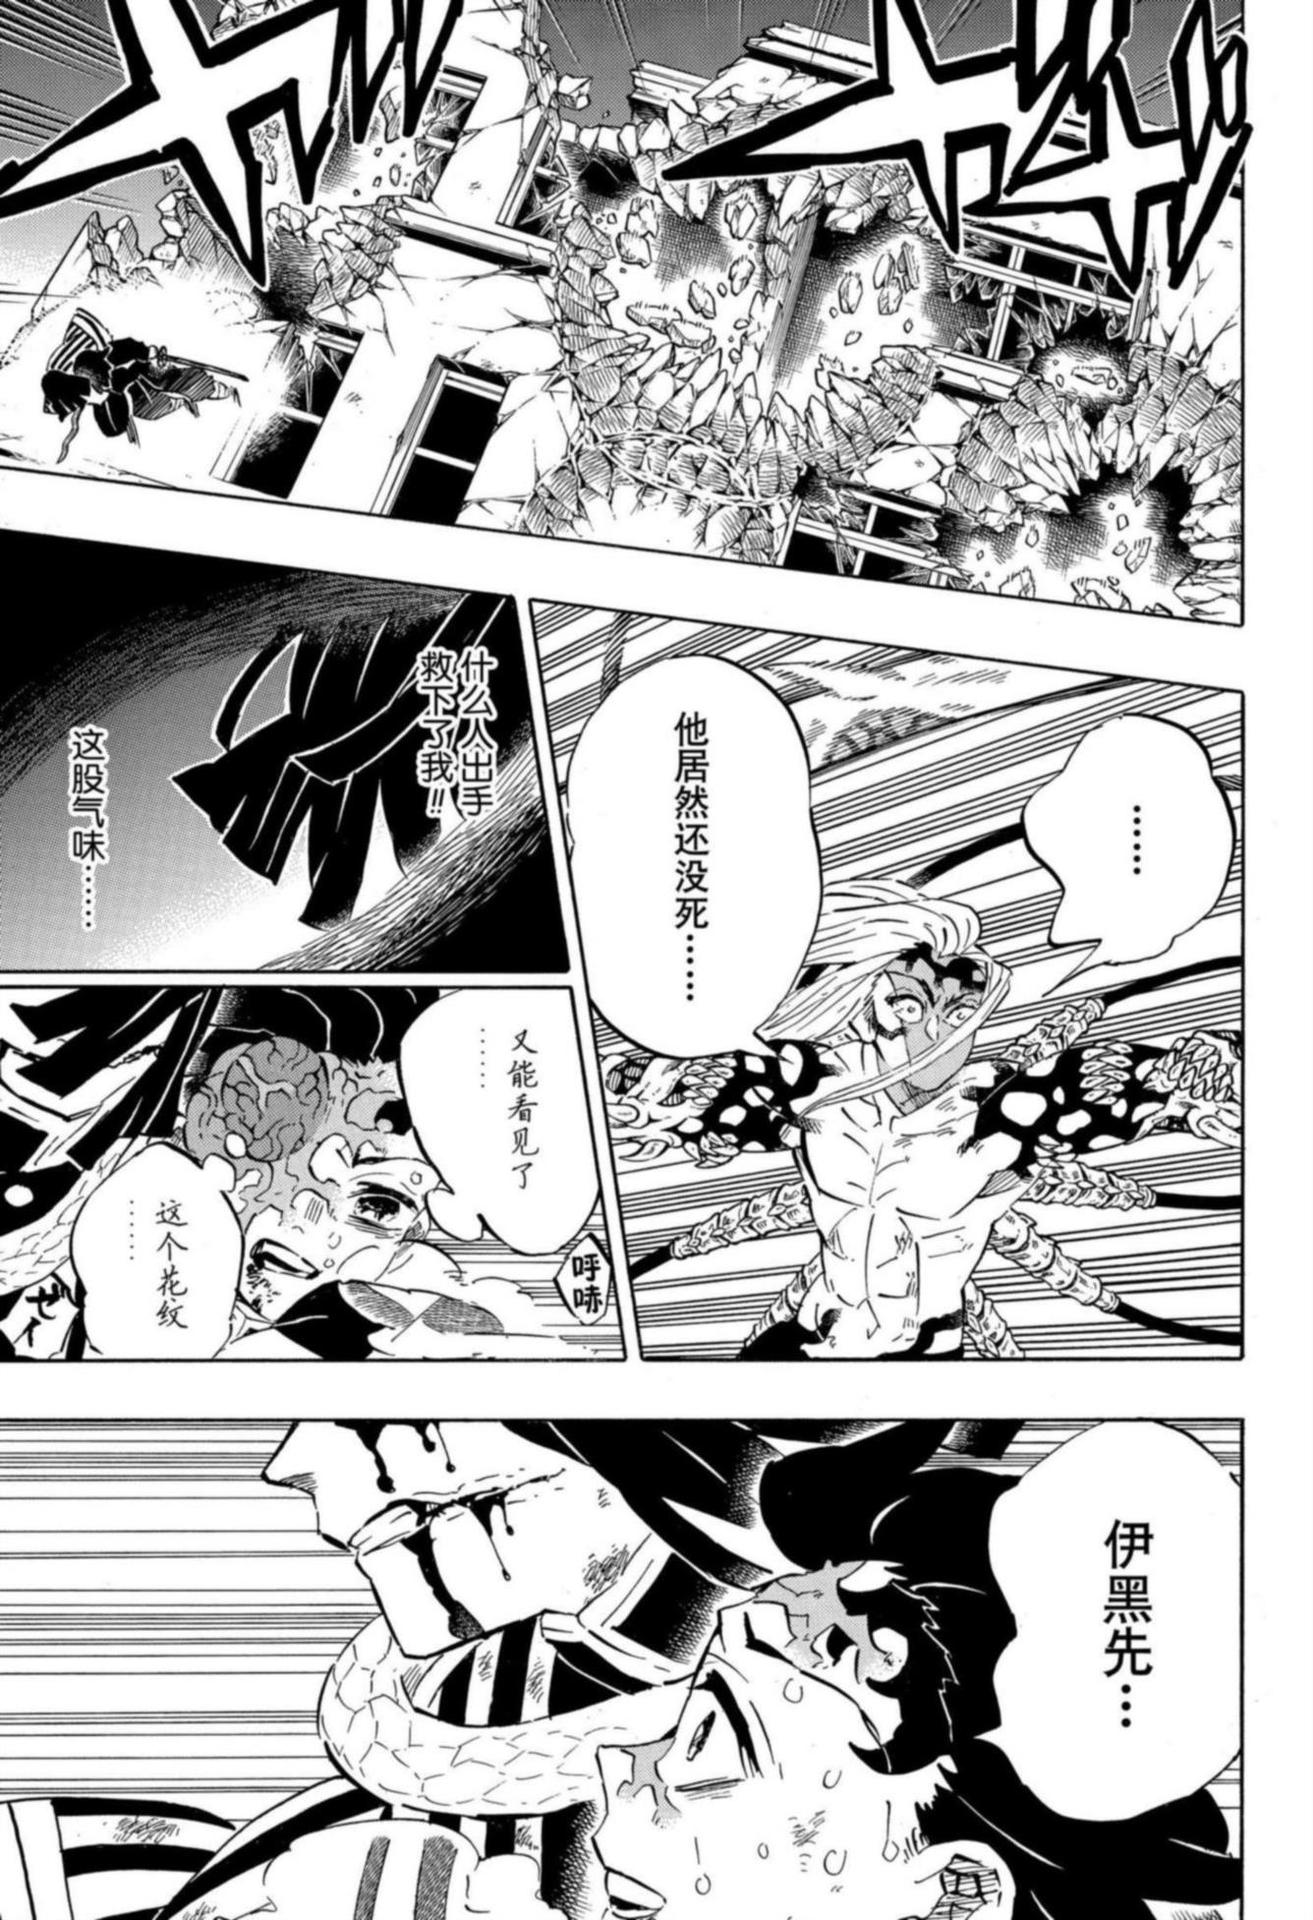 ……
他居然还没死……
什么人出手
救下了我!!
这股气味……
又能看见了
……
这个花纹
……
呼哧
ゼイ
伊黑先…